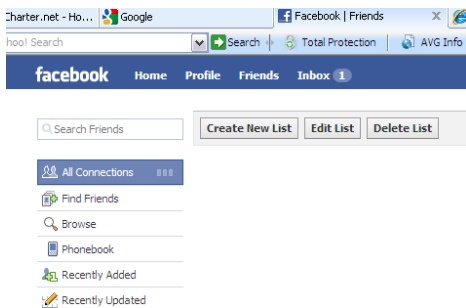 Charter.net - Ho... Google Facebook | Friends X
hoo! Search Search Total Protection AVG Info
facebook Home Profile Friends Inbox 1
Search Friends Create New List Edit List Delete List
All Connections
Find Friends
Browse
Phonebook
Recently Added
Recently Updated